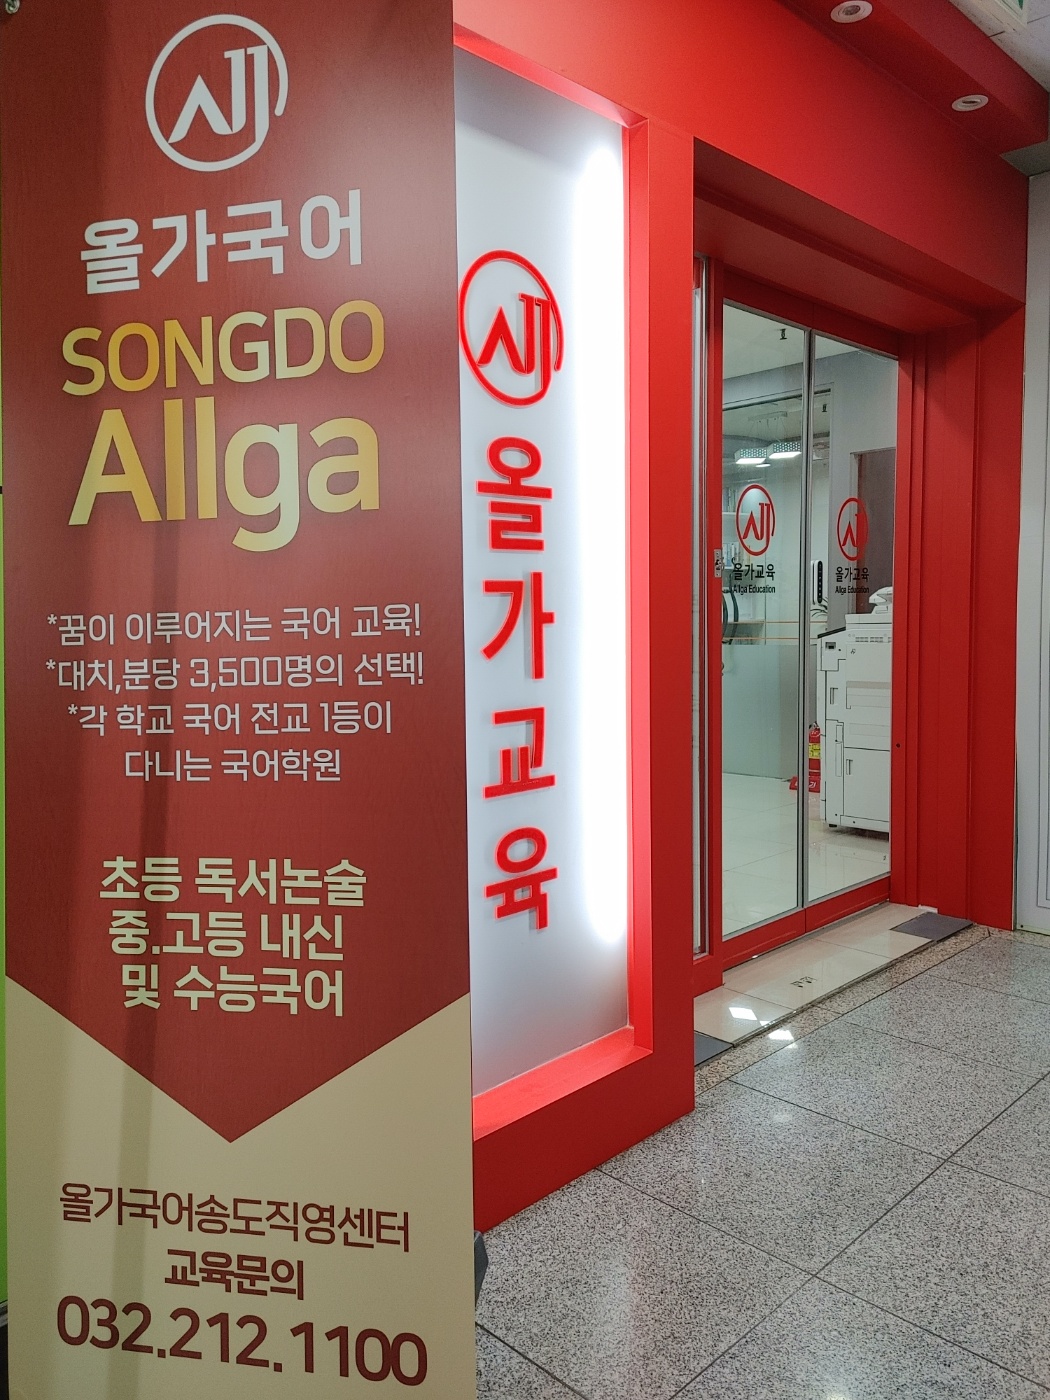 올가국어
SONGDO
Allga
*꿈이 이루어지는 국어 교육!
*대치,분당 3,500명의 선택!
*각 학교 국어 전교 1등이
다니는 국어학원
초등 독서논술
중.고등 내신
및 수능국어
올가국어송도직영센터
교육문의
032.212.1100
올가교육
올가교육
Allga Education
올가교육
Allga Education